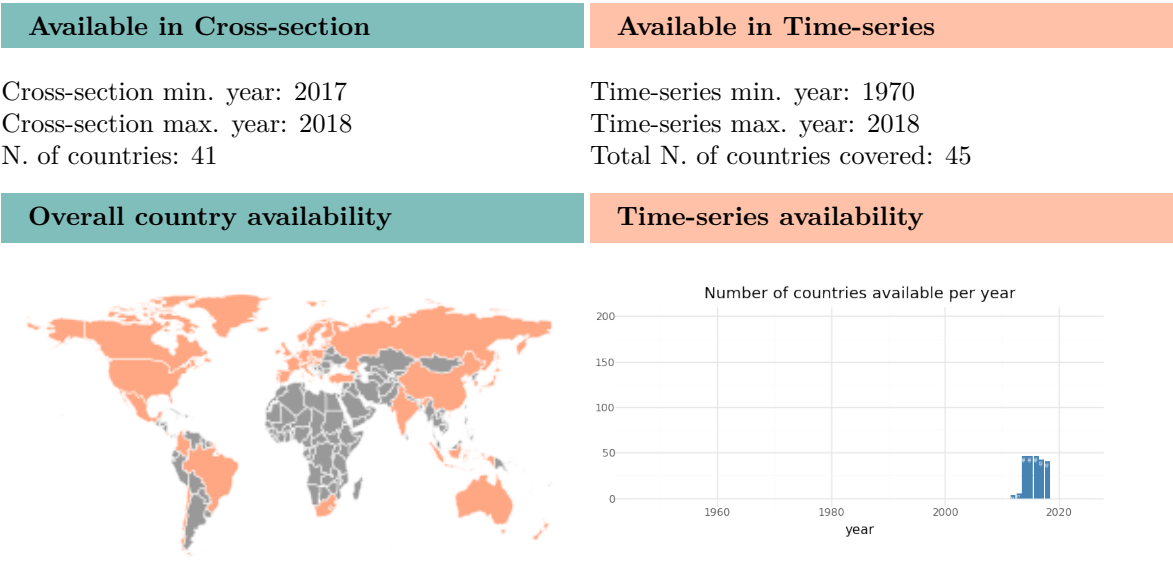 Available in Cross-section
Available in Time-series
Cross-section min. year: 2017
Cross-section max. year: 2018
N. of countries: 41
Time-series min. year: 1970
Time-series max. year: 2018
Total N. of countries covered: 45
Overall country availability
Time-series availability
Number of countries available per year
200
150
100
50
0
1960
1980
2000
2020
year